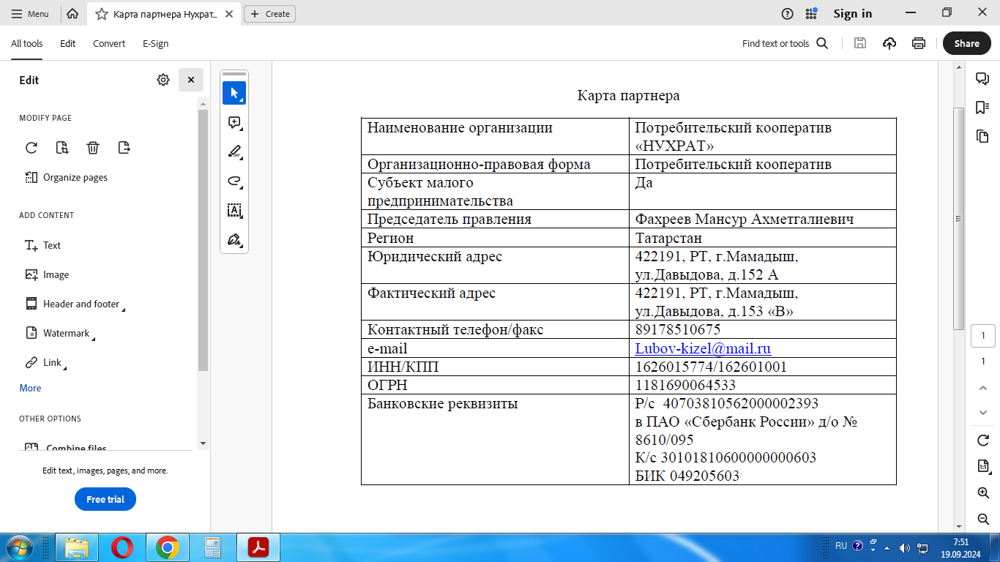 Menu
Карта партнера Нухрат...
Create
Sign in
All tools
Edit
Convert
E-Sign
Find text or tools
Share
Edit
MODIFY PAGE
Organize pages
ADD CONTENT
Text
Image
Header and footer
Watermark
Link
More
OTHER OPTIONS
Combine files
Edit text, images, pages, and more.
Free trial
Карта партнера
Наименование организации
Потребительский кооператив
«НУХРАТ»
Организационно-правовая форма
Потребительский кооператив
Субъект малого
предпринимательства
Да
Председатель правления
Фахреев Мансур Ахметгалиевич
Регион
Татарстан
Юридический адрес
422191, РТ, г.Мамадыш,
ул.Давыдова, д.152 А
Фактический адрес
422191, РТ, г.Мамадыш,
ул.Давыдова, д.153 «В»
Контактный телефон/факс
89178510675
e-mail
Lubov-kizel@mail.ru
ИНН/КПП
1626015774/162601001
ОГРН
1181690064533
Банковские реквизиты
Р/с 40703810562000002393
в ПАО «Сбербанк России» д/о №
8610/095
К/с 30101810600000000603
БИК 049205603
1
1
1:1
RU
7:51
19.09.2024